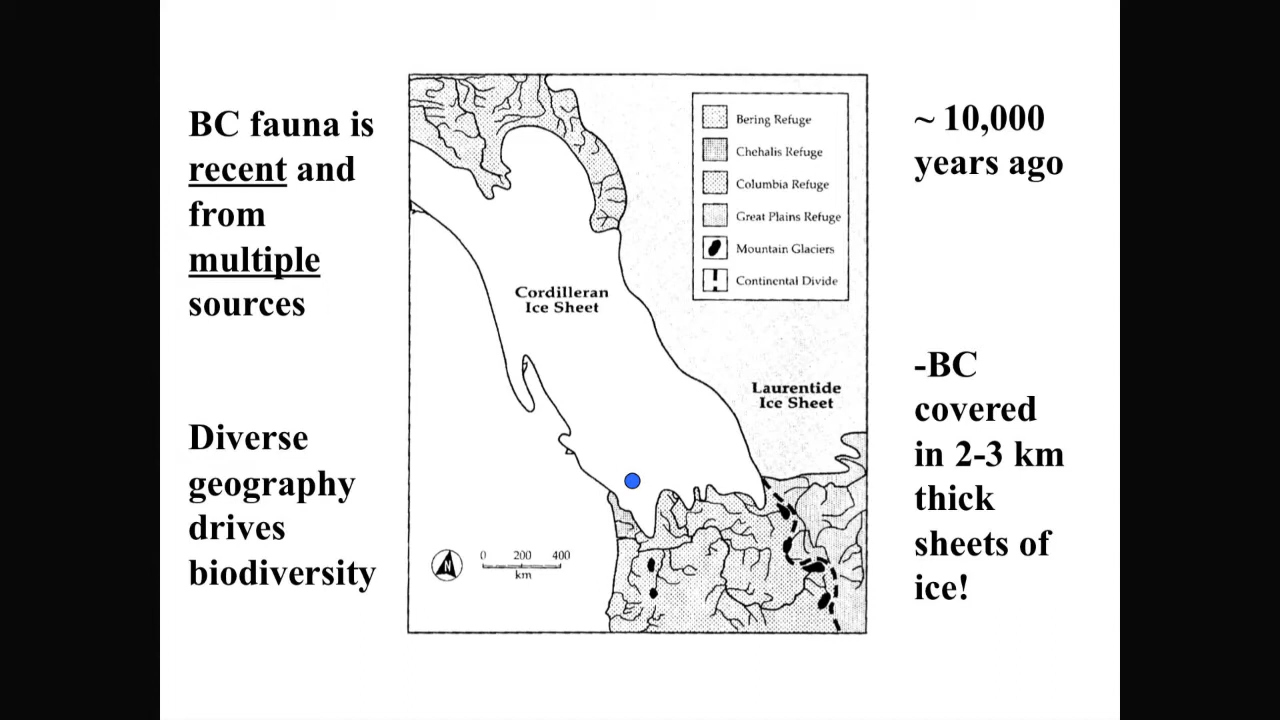 BC fauna is
recent and
from
multiple
sources
Diverse
geography
drives
biodiversity
Bering Refuge
Chehalis Refuge
Columbia Refuge
Great Plains Refuge
Mountain Glaciers
Continental Divide
Cordilleran
Ice Sheet
Laurentide
Ice Sheet
N
0 200 400
km
~ 10,000
years ago
-BC
covered
in 2-3 km
thick
sheets of
ice!